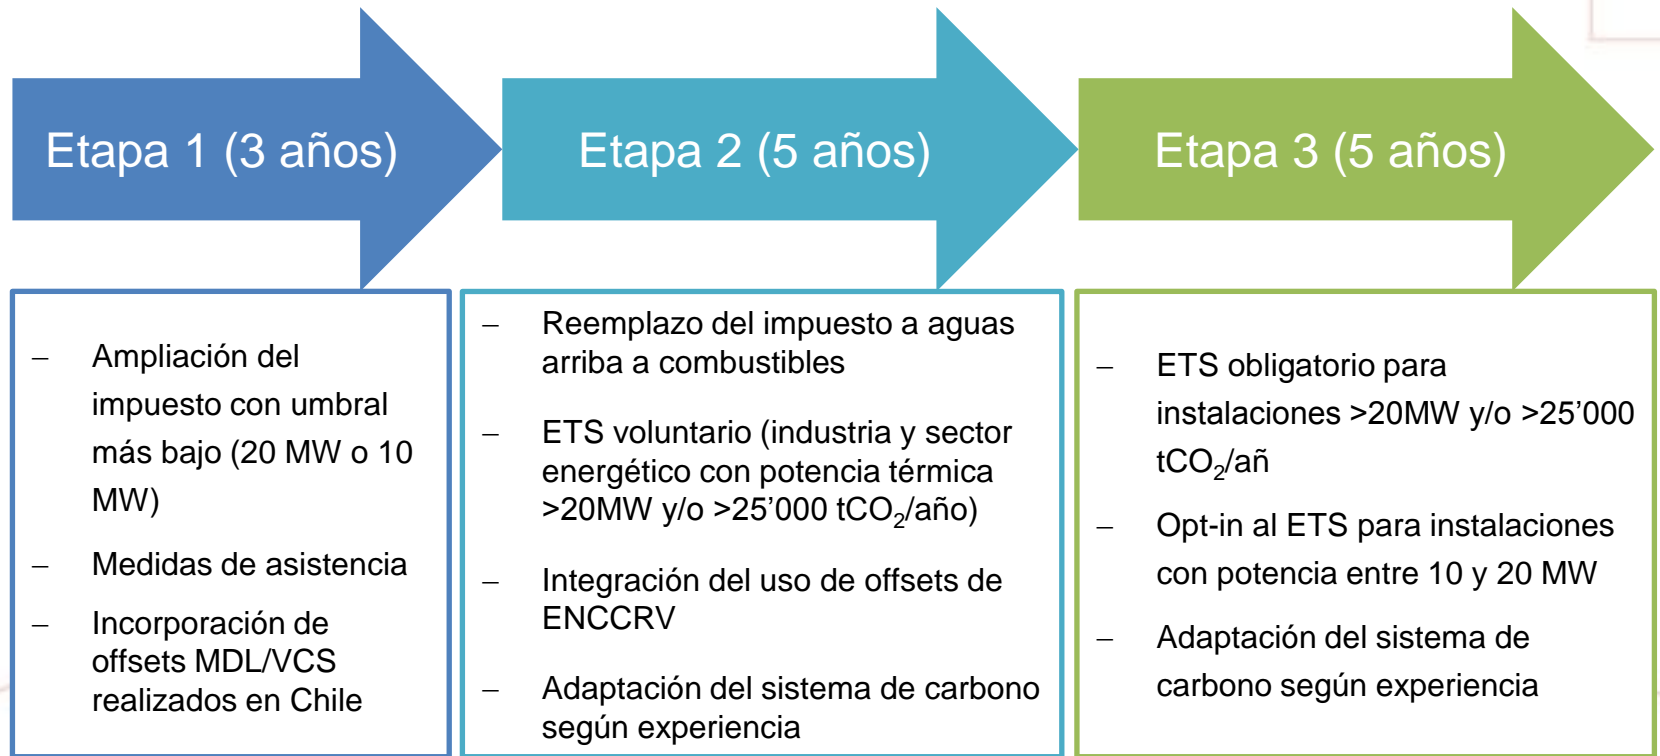 Etapa 1 (3 años)
Etapa 2 (5 años)
Etapa 3 (5 años)
– Ampliación del
impuesto con umbral
más bajo (20 MW o 10
MW)
– Medidas de asistencia
– Incorporación de
offsets MDL/VCS
realizados en Chile
– Reemplazo del impuesto a aguas
arriba a combustibles
– ETS voluntario (industria y sector
energético con potencia térmica
>20MW y/o >25’000 tCO₂/año)
– Integración del uso de offsets de
ENCCRV
– Adaptación del sistema de carbono
según experiencia
– ETS obligatorio para
instalaciones >20MW y/o >25’000
tCO₂/añ
– Opt-in al ETS para instalaciones
con potencia entre 10 y 20 MW
– Adaptación del sistema de
carbono según experiencia